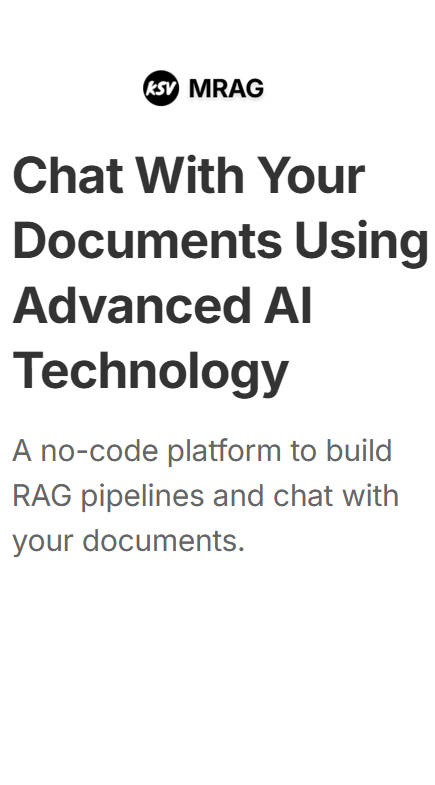 KSV MRAG
Chat With Your
Documents Using
Advanced AI
Technology
A no-code platform to build
RAG pipelines and chat with
your documents.